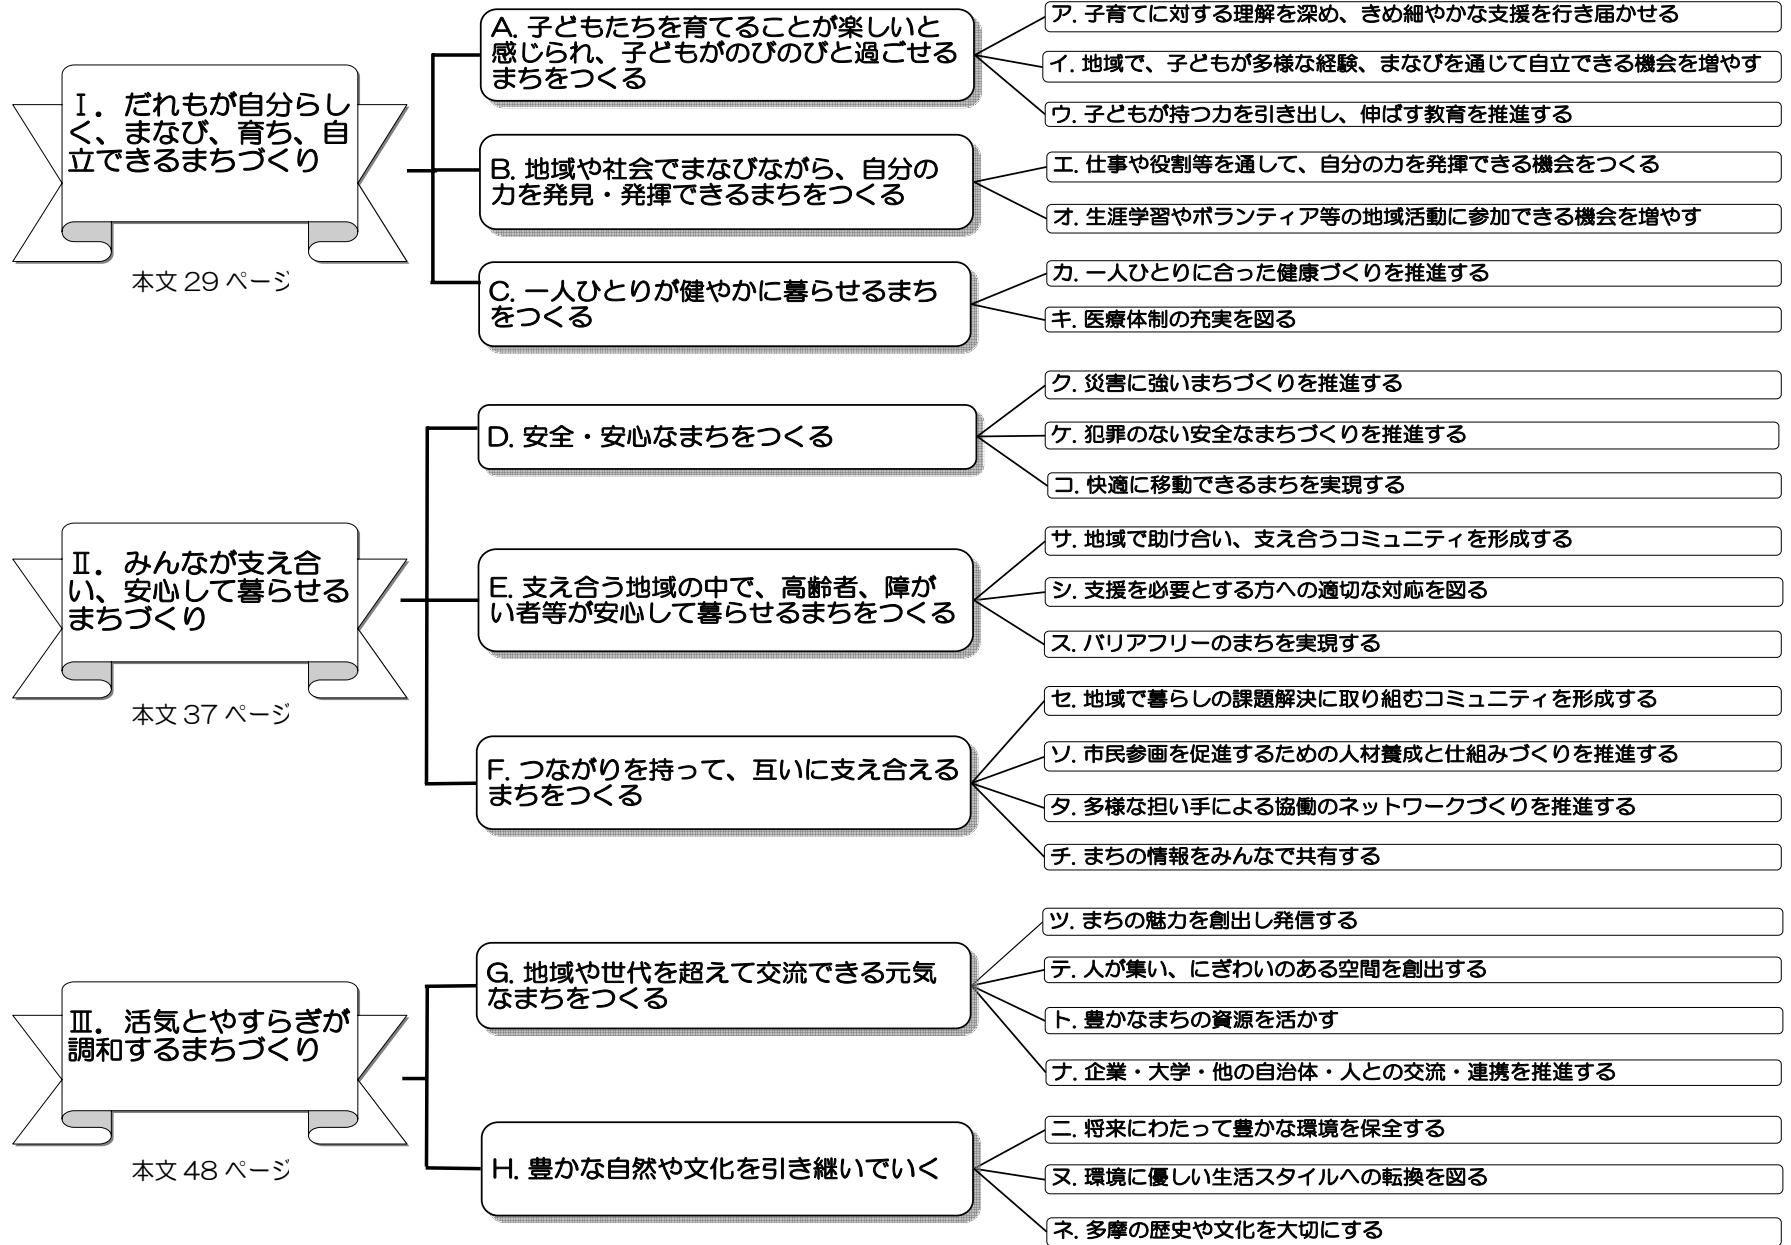 Ⅰ．だれもが自分らし
く、まなび、育ち、自
立できるまちづくり
本文 29 ページ
A. 子どもたちを育てることが楽しいと
感じられ、子どもがのびのびと過ごせる
まちをつくる
ア. 子育てに対する理解を深め、きめ細やかな支援を行き届かせる
イ. 地域で、子どもが多様な経験、まなびを通じて自立できる機会を増やす
ウ. 子どもが持つ力を引き出し、伸ばす教育を推進する
B. 地域や社会でまなびながら、自分の
力を発見・発揮できるまちをつくる
エ. 仕事や役割等を通して、自分の力を発揮できる機会をつくる
オ. 生涯学習やボランティア等の地域活動に参加できる機会を増やす
C. 一人ひとりが健やかに暮らせるまち
をつくる
カ. 一人ひとりに合った健康づくりを推進する
キ. 医療体制の充実を図る
Ⅱ．みんなが支え合
い、安心して暮らせる
まちづくり
本文 37 ページ
D. 安全・安心なまちをつくる
ク. 災害に強いまちづくりを推進する
ケ. 犯罪のない安全なまちづくりを推進する
コ. 快適に移動できるまちを実現する
E. 支え合う地域の中で、高齢者、障が
い者等が安心して暮らせるまちをつくる
サ. 地域で助け合い、支え合うコミュニティを形成する
シ. 支援を必要とする方への適切な対応を図る
ス. バリアフリーのまちを実現する
F. つながりを持って、互いに支え合える
まちをつくる
セ. 地域で暮らしの課題解決に取り組むコミュニティを形成する
ソ. 市民参画を促進するための人材養成と仕組みづくりを推進する
タ. 多様な担い手による協働のネットワークづくりを推進する
チ. まちの情報をみんなで共有する
Ⅲ．活気とやすらぎが
調和するまちづくり
本文 48 ページ
G. 地域や世代を超えて交流できる元気
なまちをつくる
ツ. まちの魅力を創出し発信する
テ. 人が集い、にぎわいのある空間を創出する
ト. 豊かなまちの資源を活かす
ナ. 企業・大学・他の自治体・人との交流・連携を推進する
H. 豊かな自然や文化を引き継いでいく
ニ. 将来にわたって豊かな環境を保全する
ヌ. 環境に優しい生活スタイルへの転換を図る
ネ. 多摩の歴史や文化を大切にする